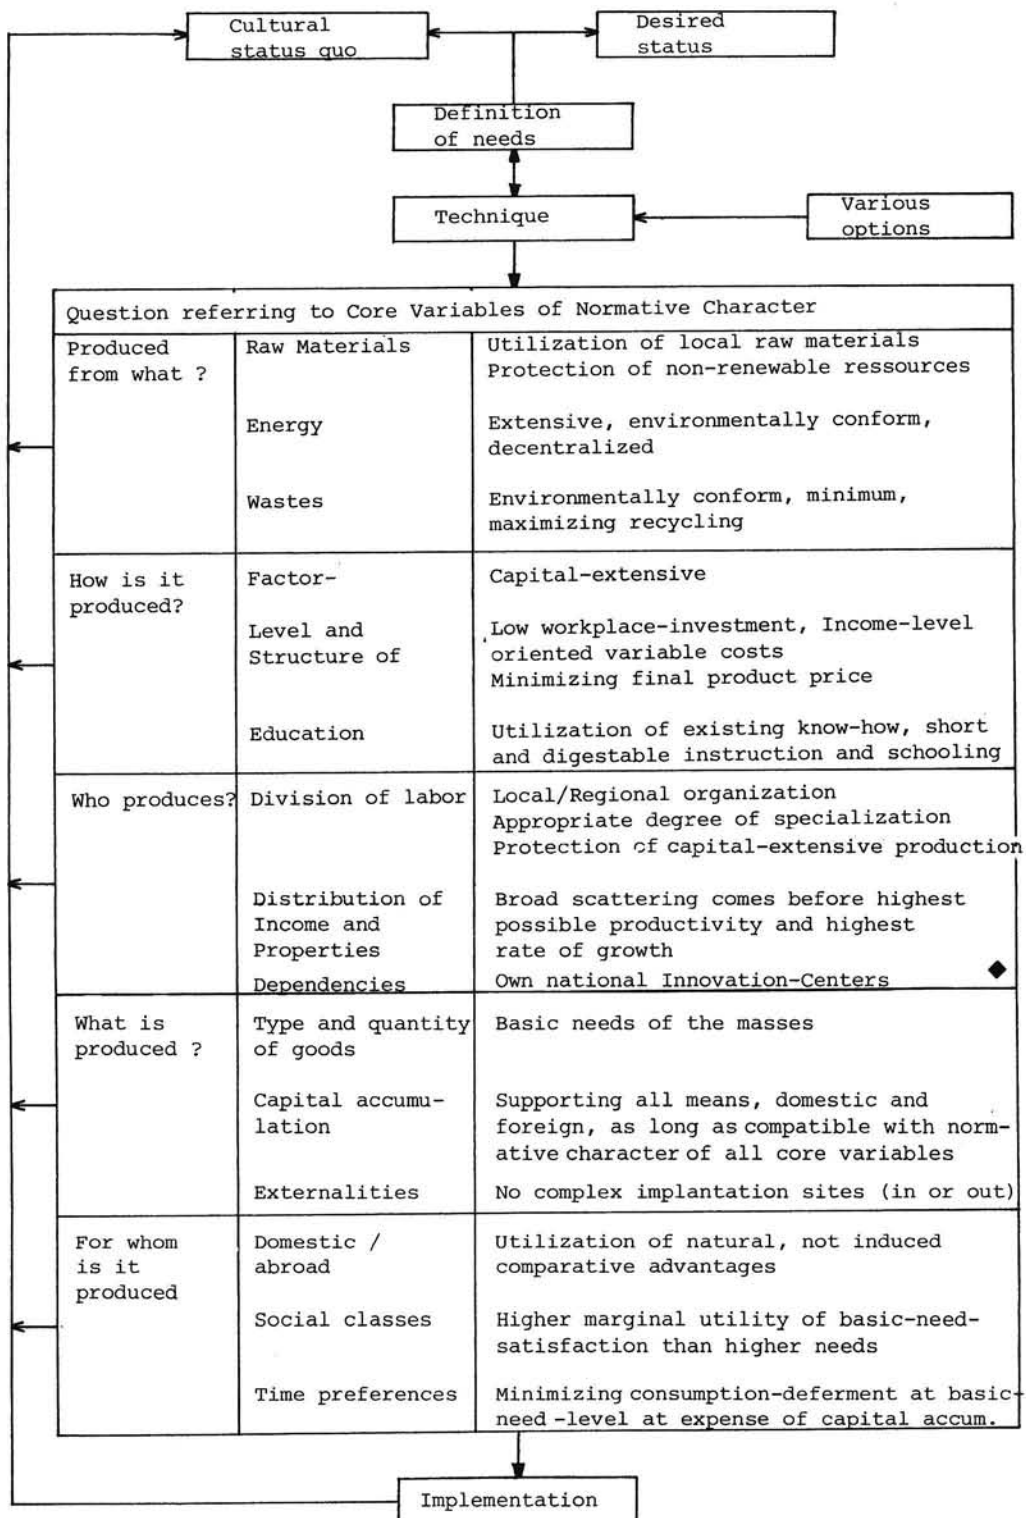 Cultural
status quo
Desired
status
Definition
of needs
Technique
Various
options
Question referring to Core Variables of Normative Character
Produced
from what ?
Raw Materials
Utilization of local raw materials
Protection of non-renewable ressources
Energy
Extensive, environmentally conform,
decentralized
Wastes
Environmentally conform, minimum,
maximizing recycling
How is it
produced?
Factor-
Capital-extensive
Level and
Structure of
Low workplace-investment, Income-level
oriented variable costs
Minimizing final product price
Education
Utilization of existing know-how, short
and digestable instruction and schooling
Who produces?
Division of labor
Local/Regional organization
Appropriate degree of specialization
Protection of capital-extensive production
Distribution of
Income and
Properties
Broad scattering comes before highest
possible productivity and highest
rate of growth
Dependencies
Own national Innovation-Centers
What is
produced ?
Type and quantity
of goods
Basic needs of the masses
Capital accumu-
lation
Supporting all means, domestic and
foreign, as long as compatible with norm-
ative character of all core variables
Externalities
No complex implantation sites (in or out)
For whom
is it
produced
Domestic /
abroad
Utilization of natural, not induced
comparative advantages
Social classes
Higher marginal utility of basic-need-
satisfaction than higher needs
Time preferences
Minimizing consumption-deferment at basic-
need -level at expense of capital accum.
Implementation